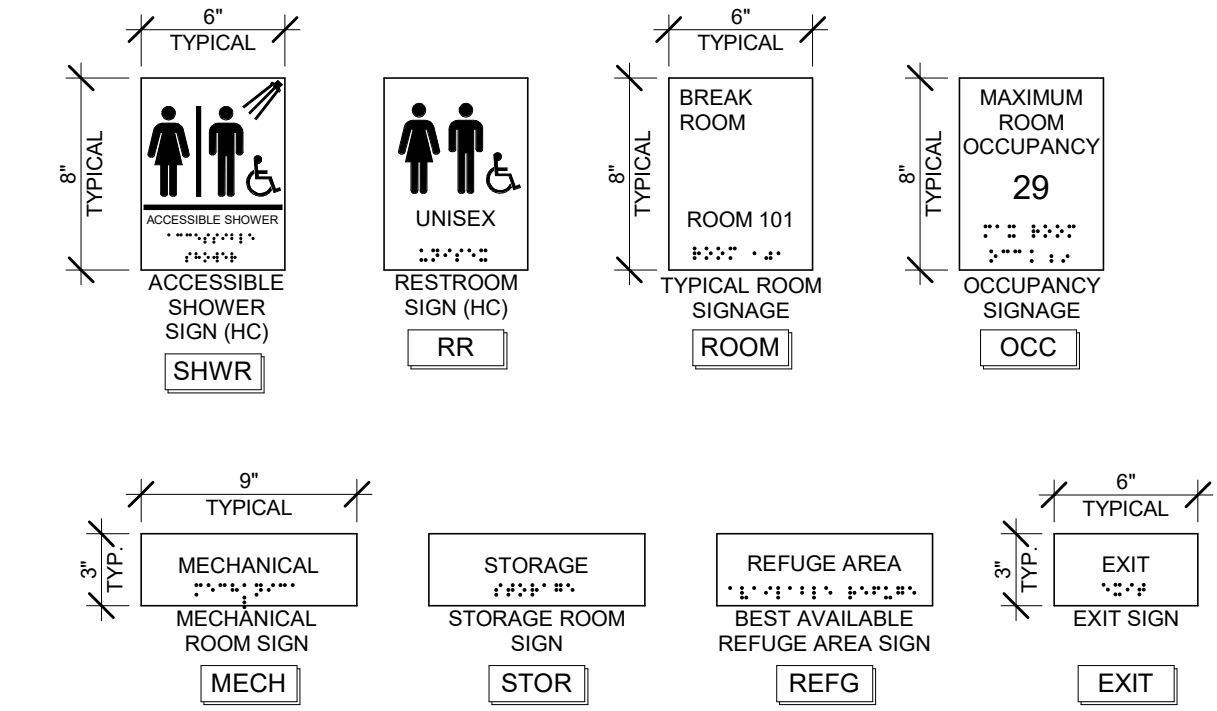 6"
TYPICAL
8"
TYPICAL
ACCESSIBLE SHOWER
ACCESSIBLE
SHOWER
SIGN (HC)
SHWR
UNISEX
RESTROOM
SIGN (HC)
RR
6"
TYPICAL
8"
TYPICAL
BREAK
ROOM
ROOM 101
TYPICAL ROOM
SIGNAGE
ROOM
8"
TYPICAL
MAXIMUM
ROOM
OCCUPANCY
29
OCCUPANCY
SIGNAGE
OCC
9"
TYPICAL
3"
TYP.
MECHANICAL
MECHANICAL
ROOM SIGN
MECH
STORAGE
STORAGE ROOM
SIGN
STOR
REFUGE AREA
BEST AVAILABLE
REFUGE AREA SIGN
REFG
6"
TYPICAL
3"
TYP.
EXIT
EXIT SIGN
EXIT